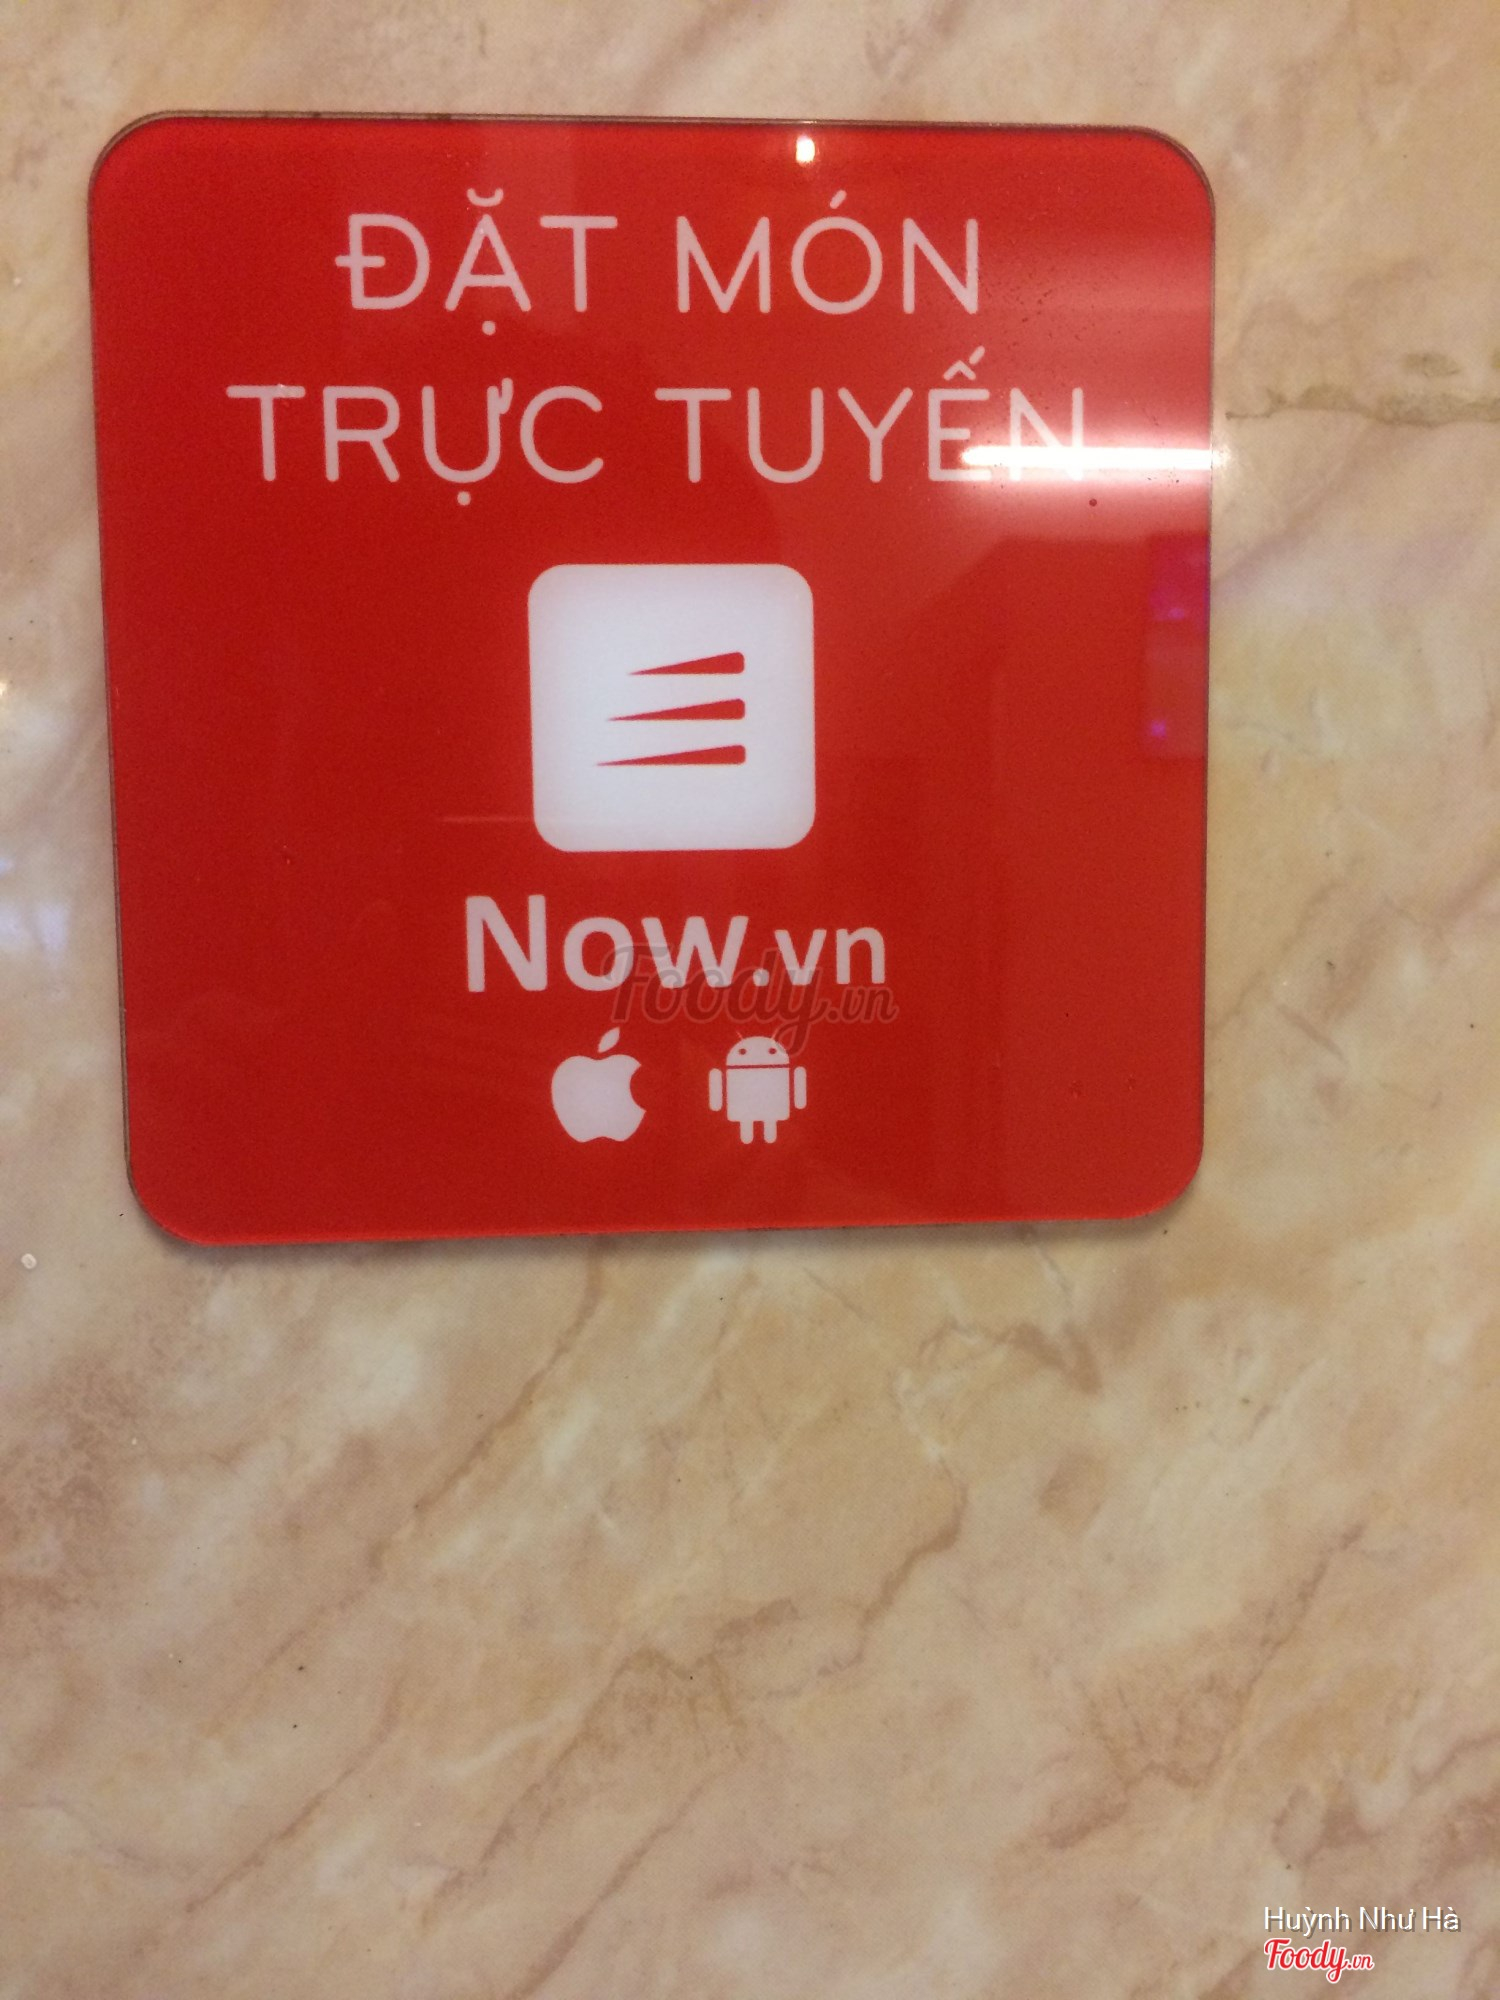 ĐẶT MÓN
TRỰC TUYẾN
Now.vn
Foody.vn
Huỳnh Như Hà
Foody.vn